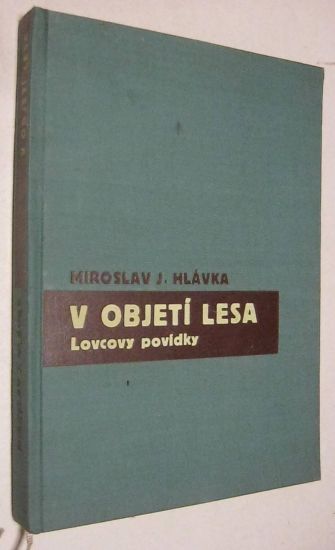 MIROSLAV J. HLÁVKA
V OBJETÍ LESA
Lovcovy povídky